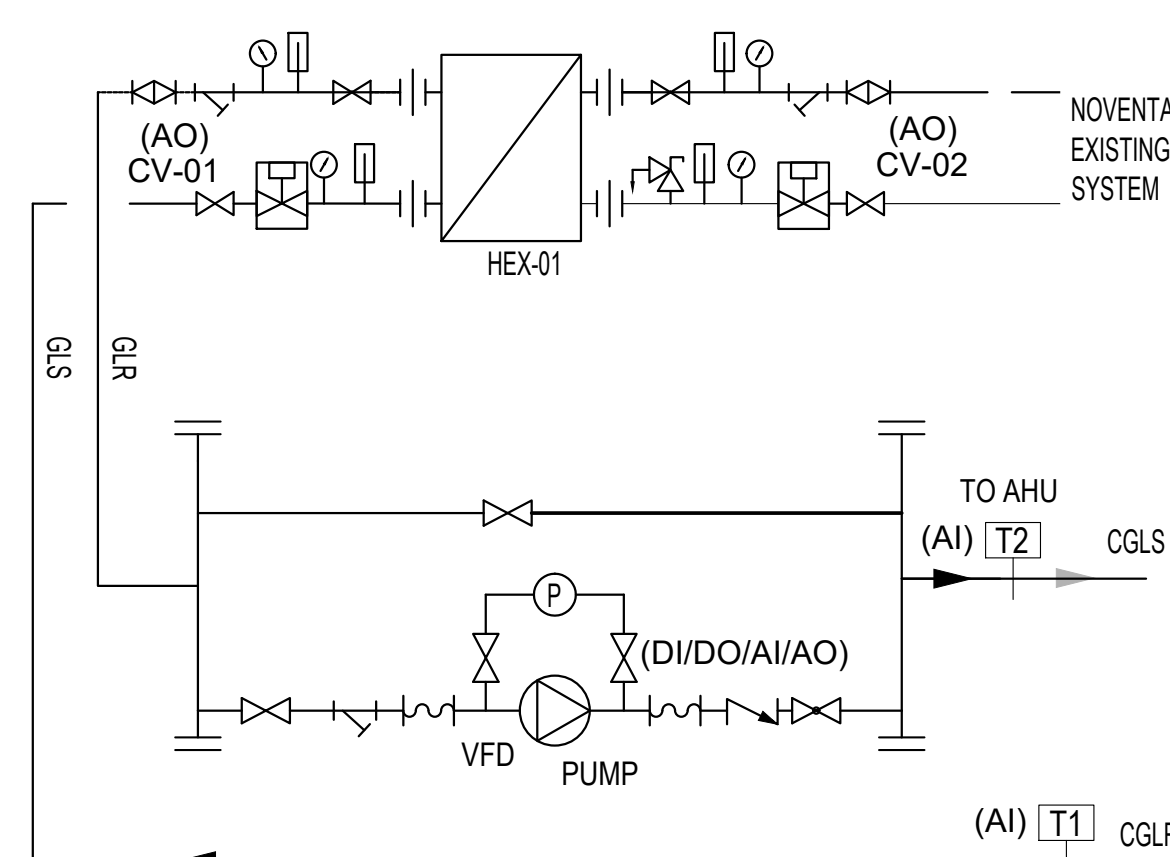 (AO)
CV-01
(AO)
CV-02
NOVENTA
EXISTING
SYSTEM
HEX-01
GLS
GLR
TO AHU
(AI) T2 CGLS
P
(DI/DO/AI/AO)
VFD
PUMP
(AI) T1